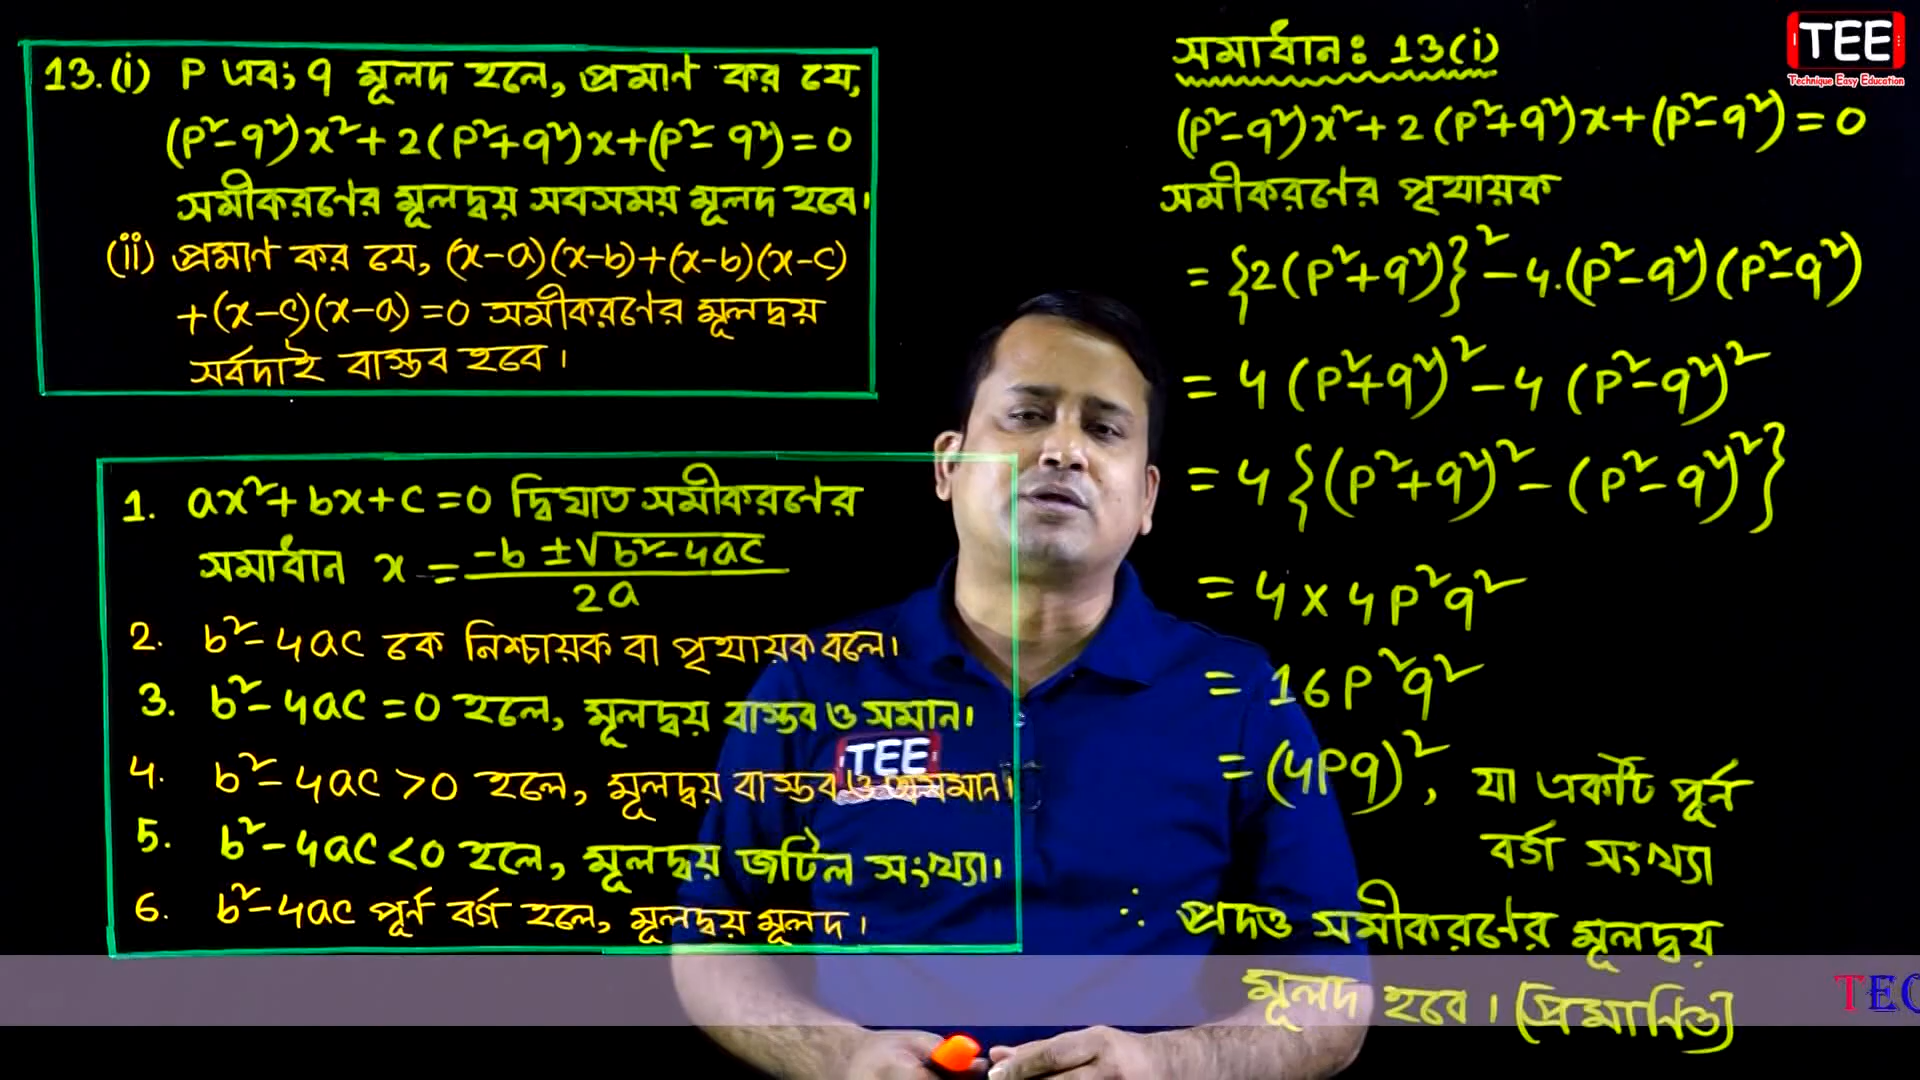 13.(i) P এবং q মূলদ হলে, প্রমাণ কর যে,
(P²-q²)x²+2(P²+q²)x+(P²-q²)=0
সমীকরণের মূলদ্বয় সবসময় মূলদ হবে।
(ii) প্রমাণ কর যে, (x-a)(x-b)+(x-b)(x-c)
+(x-c)(x-a)=0 সমীকরণের মূলদ্বয়
সর্বদাই বাস্তব হবে।
1. ax²+bx+c=0 দ্বিঘাত সমীকরণের
সমাধান x = (-b ±√(b²-4ac))/2a
2. b²-4ac কে নিশ্চায়ক বা পৃথায়ক বলে।
3. b²-4ac=0 হলে, মূলদ্বয় বাস্তব ও সমান।
4. b²-4ac>0 হলে, মূলদ্বয় বাস্তব ও অসমান।
5. b²-4ac<0 হলে, মূলদ্বয় জটিল সংখ্যা।
6. b²-4ac পূর্ন বর্গ হলে, মূলদ্বয় মূলদ।
TEE
সমাধান: 13(i)
(P²-q²)x²+2(P²+q²)x+(P²-q²)=0
সমীকরণের পৃথায়ক
= {2(P²+q²)}²-4.(P²-q²)(P²-q²)
= 4(P²+q²)²-4(P²-q²)²
= 4{(P²+q²)²-(P²-q²)²}
= 4×4P²q²
= 16P²q²
= (4Pq)², যা একটি পূর্ন
বর্গ সংখ্যা
∴ প্রদত্ত সমীকরণের মূলদ্বয়
মূলদ হবে। (প্রমাণিত)
TEE
Technique Easy Education
TEC